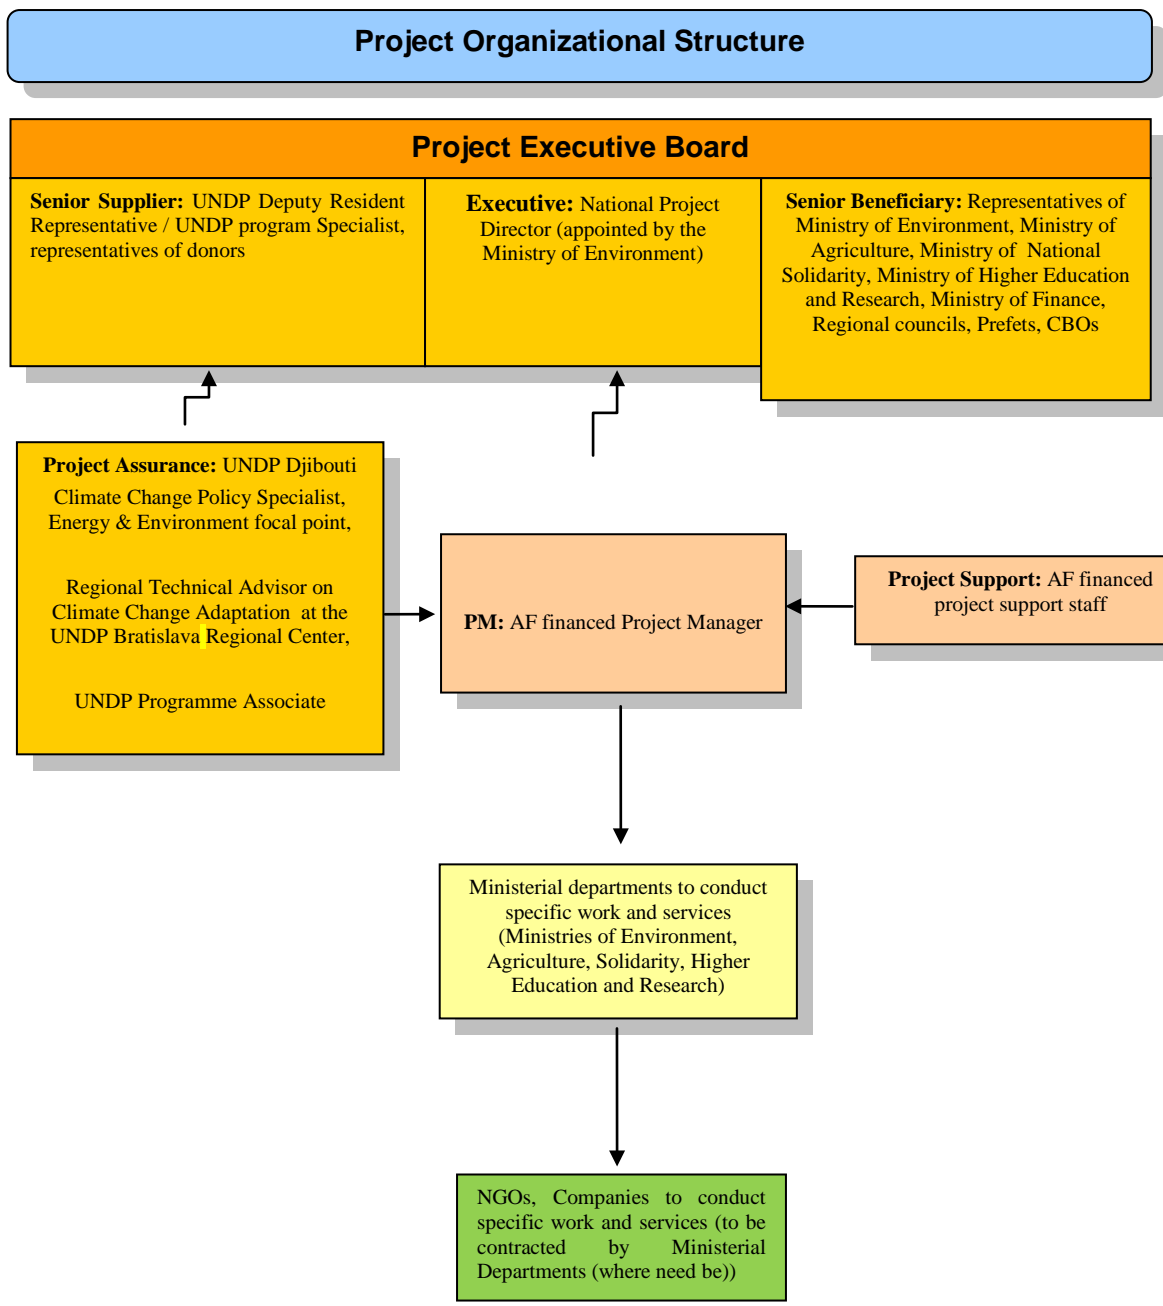 Project Organizational Structure
Project Executive Board
Senior Supplier: UNDP Deputy Resident
Representative / UNDP program Specialist,
representatives of donors
Executive: National Project
Director (appointed by the
Ministry of Environment)
Senior Beneficiary: Representatives of
Ministry of Environment, Ministry of
Agriculture, Ministry of National
Solidarity, Ministry of Higher Education
and Research, Ministry of Finance,
Regional councils, Prefets, CBOs
Project Assurance: UNDP Djibouti
Climate Change Policy Specialist,
Energy & Environment focal point,
Regional Technical Advisor on
Climate Change Adaptation at the
UNDP Bratislava Regional Center,
UNDP Programme Associate
PM: AF financed Project Manager
Project Support: AF financed
project support staff
Ministerial departments to conduct
specific work and services
(Ministries of Environment,
Agriculture, Solidarity, Higher
Education and Research)
NGOs, Companies to conduct
specific work and services (to be
contracted by Ministerial
Departments (where need be))